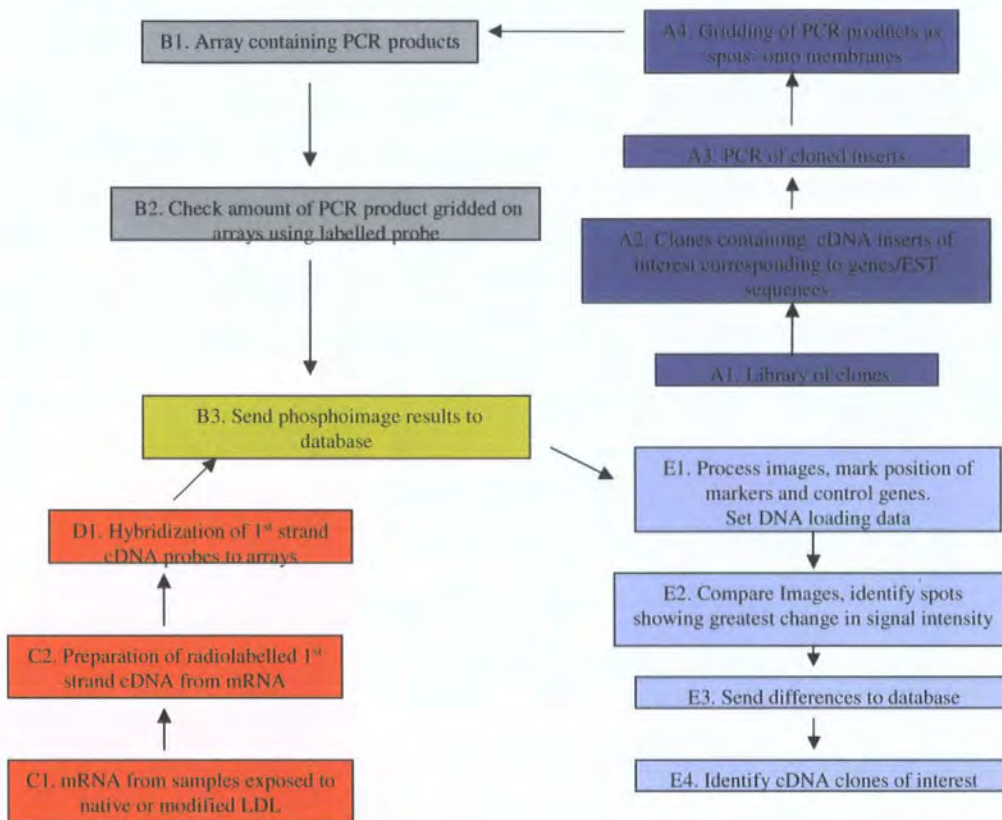 B1. Array containing PCR products
A4. Gridding of PCR products as
spots onto membranes
A3. PCR of cloned inserts
B2. Check amount of PCR product gridded on
arrays using labelled probe
A2. Clones containing cDNA inserts of
interest corresponding to genes/EST
sequences
A1. Library of clones
B3. Send phosphoimage results to
database
E1. Process images, mark position of
markers and control genes.
Set DNA loading data
D1. Hybridization of 1st strand
cDNA probes to arrays
E2. Compare Images, identify spots
showing greatest change in signal intensity
C2. Preparation of radiolabelled 1st
strand cDNA from mRNA
E3. Send differences to database
C1. mRNA from samples exposed to
native or modified LDL
E4. Identify cDNA clones of interest